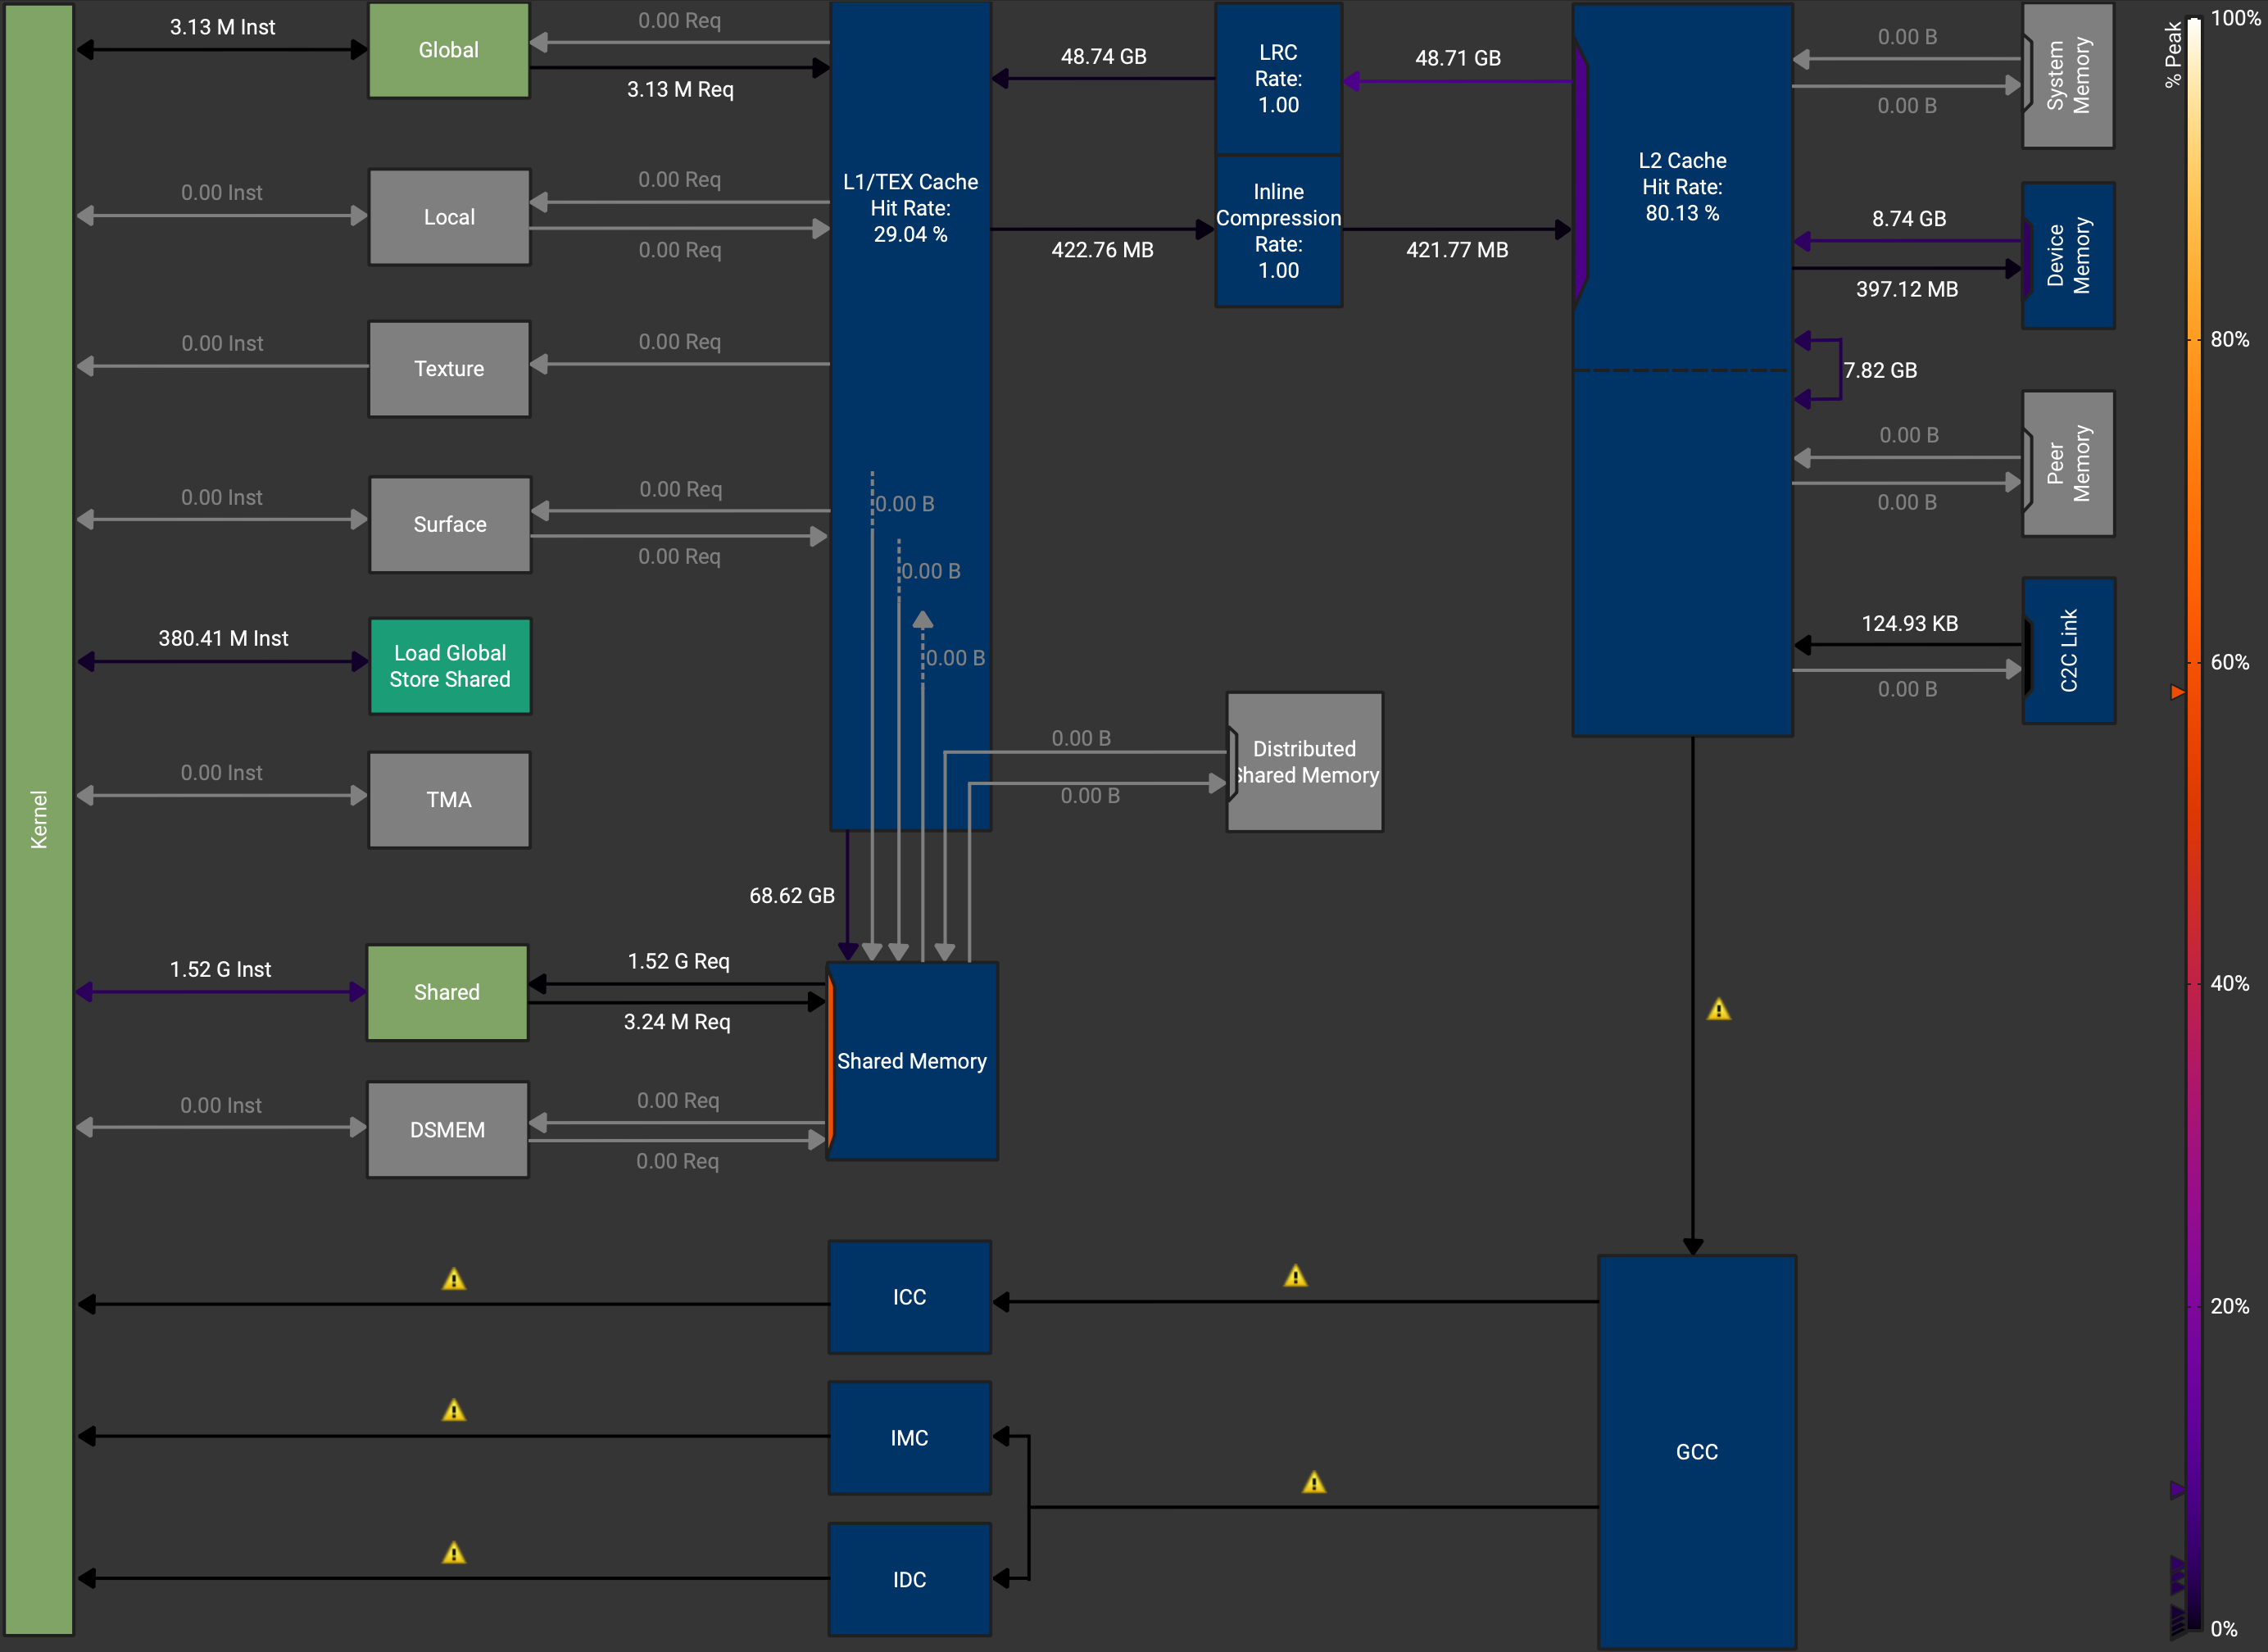 3.13 M Inst
Global
0.00 Req
3.13 M Req
48.74 GB
LRC
Rate:
1.00
48.71 GB
0.00 B
0.00 B
System
Memory
% Peak
100%
0.00 Inst
Local
0.00 Req
0.00 Req
L1/TEX Cache
Hit Rate:
29.04 %
422.76 MB
Inline
Compression
Rate:
1.00
421.77 MB
L2 Cache
Hit Rate:
80.13 %
8.74 GB
397.12 MB
Device
Memory
80%
0.00 Inst
Texture
0.00 Req
7.82 GB
0.00 Inst
Surface
0.00 Req
0.00 Req
0.00 B
0.00 B
0.00 B
0.00 B
0.00 B
Peer
Memory
380.41 M Inst
Load Global
Store Shared
124.93 KB
0.00 B
C2C Link
60%
Kernel
0.00 Inst
TMA
0.00 B
0.00 B
Distributed
Shared Memory
68.62 GB
1.52 G Inst
Shared
1.52 G Req
3.24 M Req
Shared Memory
40%
0.00 Inst
DSMEM
0.00 Req
0.00 Req
ICC
20%
IMC
GCC
IDC
0%